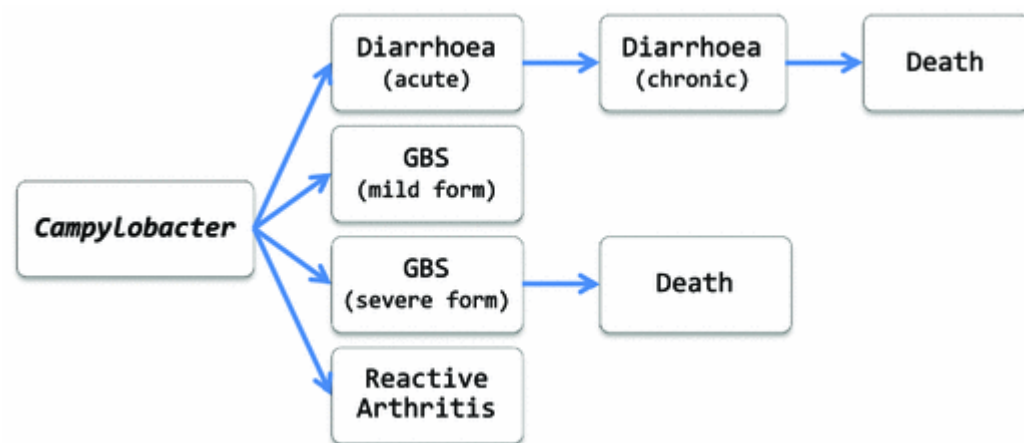 Diarrhoea
(acute)
Diarrhoea
(chronic)
Death
GBS
(mild form)
Campylobacter
GBS
(severe form)
Death
Reactive
Arthritis